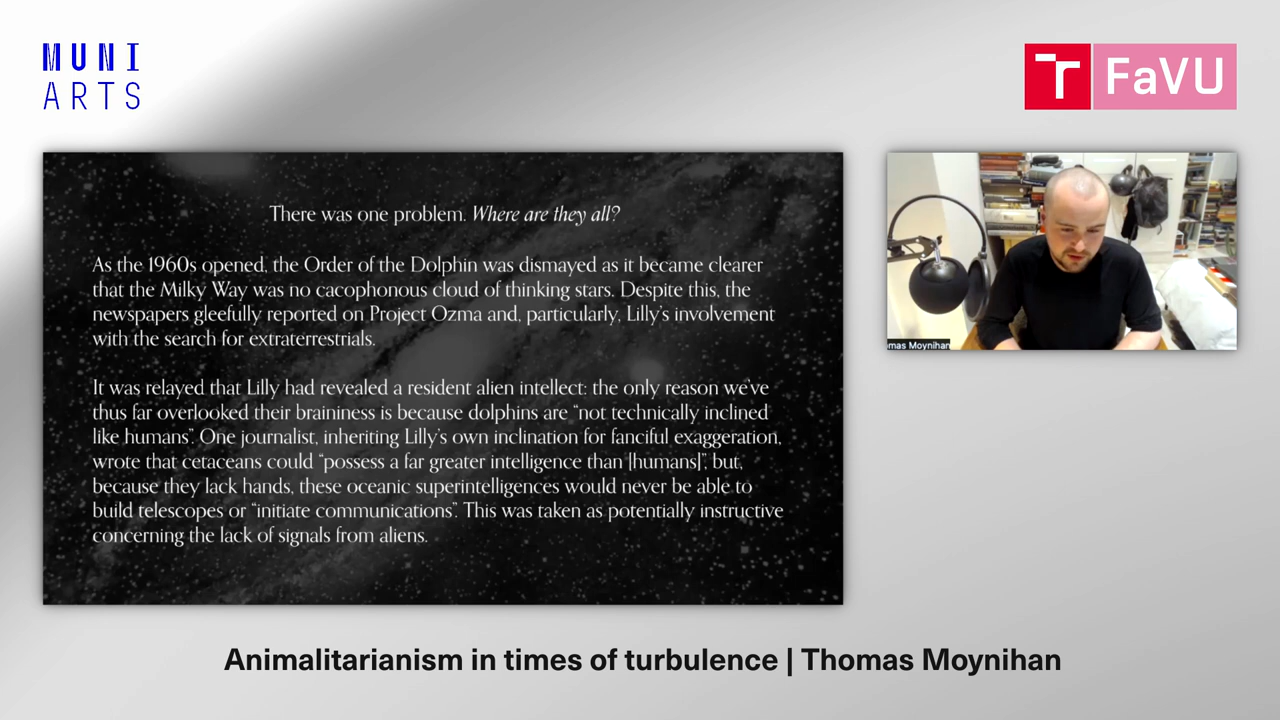 MUNI
ARTS
T FaVU
There was one problem. Where are they all?
As the 1960s opened, the Order of the Dolphin was dismayed as it became clearer
that the Milky Way was no cacophonous cloud of thinking stars. Despite this, the
newspapers gleefully reported on Project Ozma and, particularly, Lilly's involvement
with the search for extraterrestrials.
It was relayed that Lilly had revealed a resident alien intellect: the only reason we've
thus far overlooked their braininess is because dolphins are “not technically inclined
like humans”. One journalist, inheriting Lilly's own inclination for fanciful exaggeration,
wrote that cetaceans could “possess a far greater intelligence than [humans]”, but,
because they lack hands, these oceanic superintelligences would never be able to
build telescopes or “initiate communications”. This was taken as potentially instructive
concerning the lack of signals from aliens.
omas Moynihan
Animalitarianism in times of turbulence | Thomas Moynihan